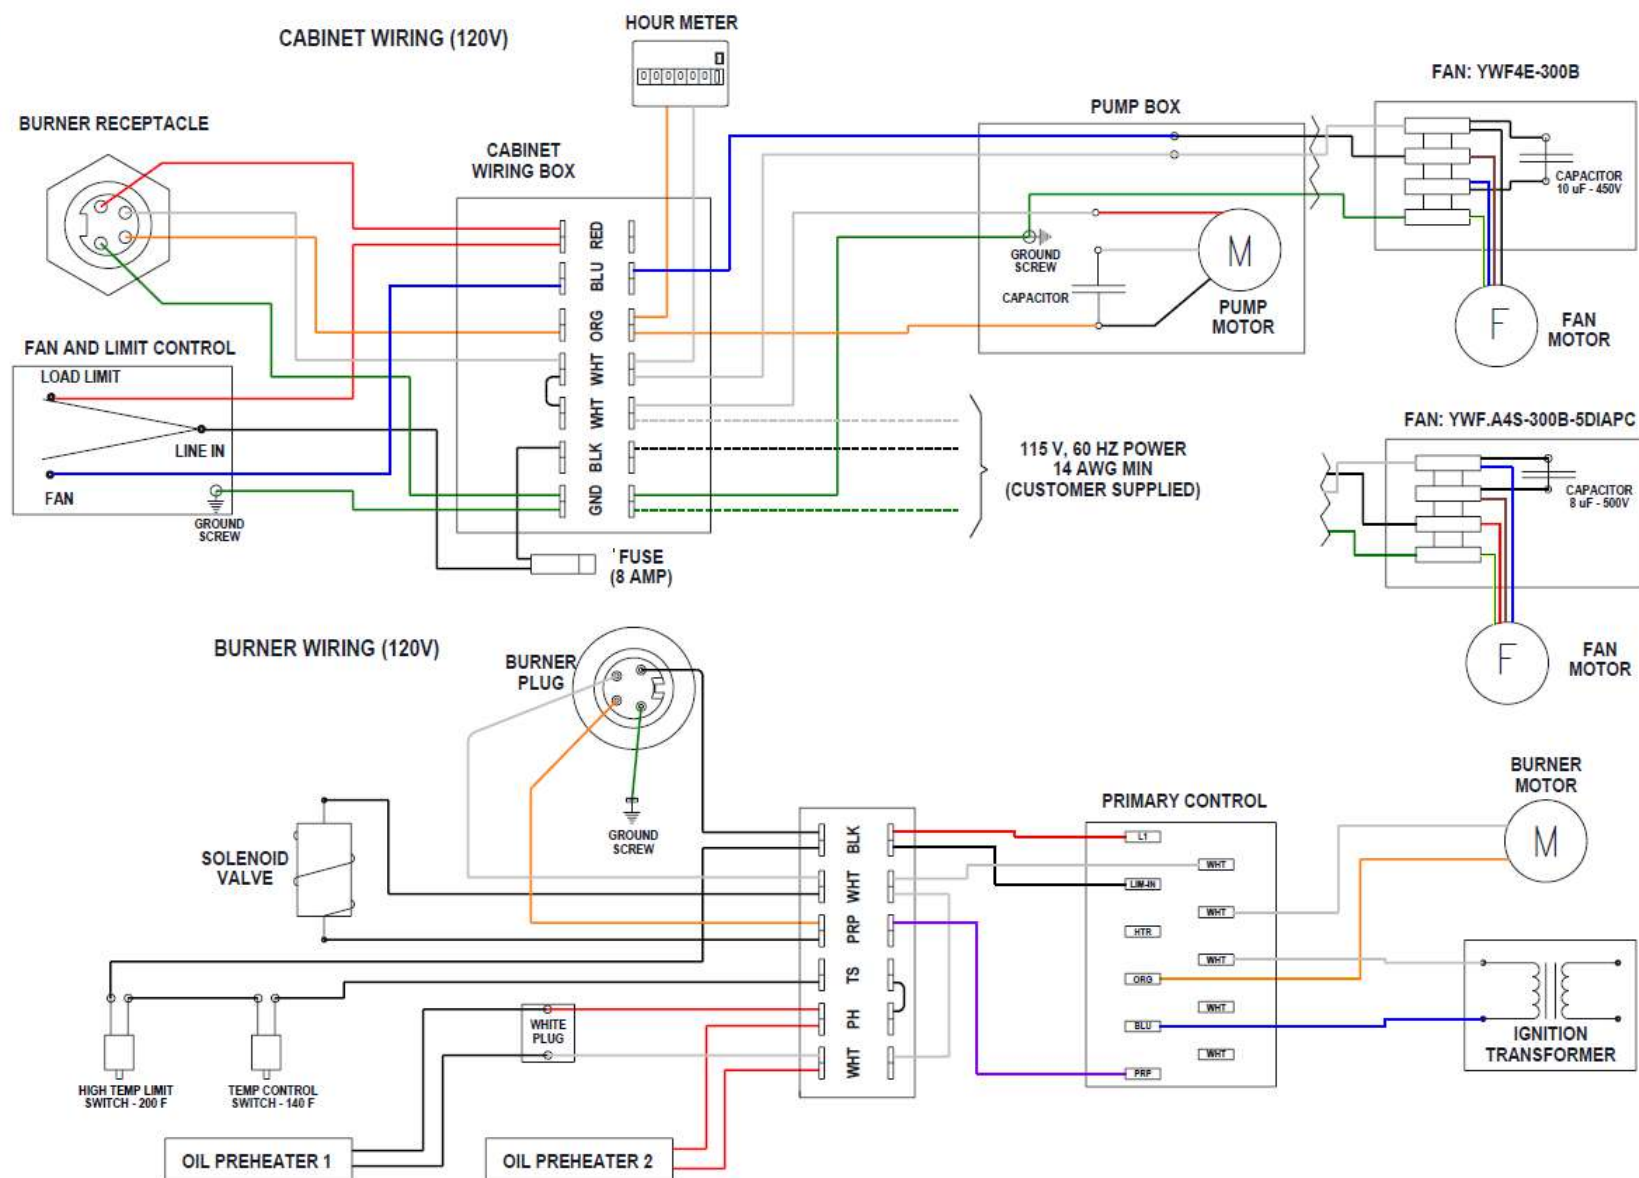 CABINET WIRING (120V)
HOUR METER
0 0 0 0 0 0
FAN: YWF4E-300B
PUMP BOX
BURNER RECEPTACLE
CABINET
WIRING BOX
CAPACITOR
10 uF - 450V
RED
BLU
ORG
WHT
WHT
BLK
GND
GROUND
SCREW
M
CAPACITOR
PUMP
MOTOR
F
FAN
MOTOR
FAN AND LIMIT CONTROL
LOAD LIMIT
LINE IN
FAN
GROUND
SCREW
115 V, 60 HZ POWER
14 AWG MIN
(CUSTOMER SUPPLIED)
FUSE
(8 AMP)
FAN: YWF.A4S-300B-5DIAPC
CAPACITOR
8 uF - 500V
F
FAN
MOTOR
BURNER WIRING (120V)
BURNER
PLUG
GROUND
SCREW
SOLENOID
VALVE
BLK
WHT
PRP
TS
PH
WHT
PRIMARY CONTROL
L1
WHT
LIM-IN
WHT
HTR
WHT
ORG
WHT
BLU
WHT
PRP
BURNER
MOTOR
M
IGNITION
TRANSFORMER
WHITE
PLUG
HIGH TEMP LIMIT
SWITCH - 200 F
TEMP CONTROL
SWITCH - 140 F
OIL PREHEATER 1
OIL PREHEATER 2